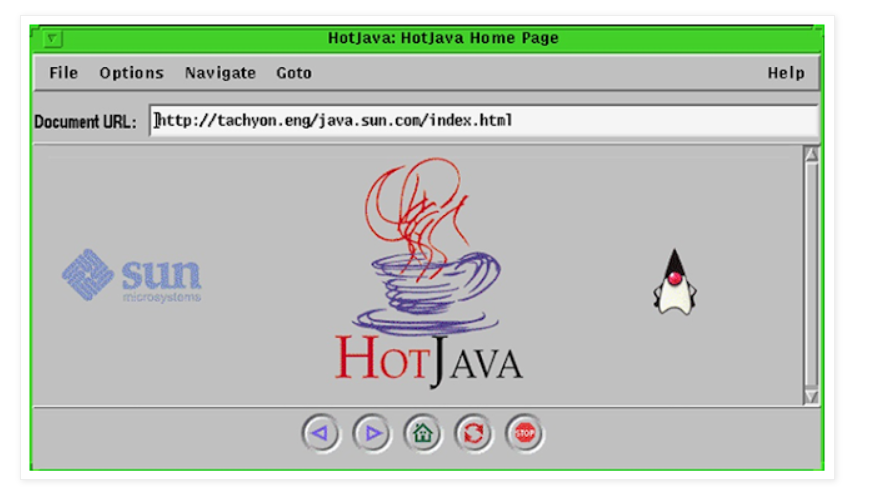 HotJava: HotJava Home Page
File Options Navigate Goto Help
Document URL: http://tachyon.eng/java.sun.com/index.html
sun
microsystems
HOTJAVA
STOP